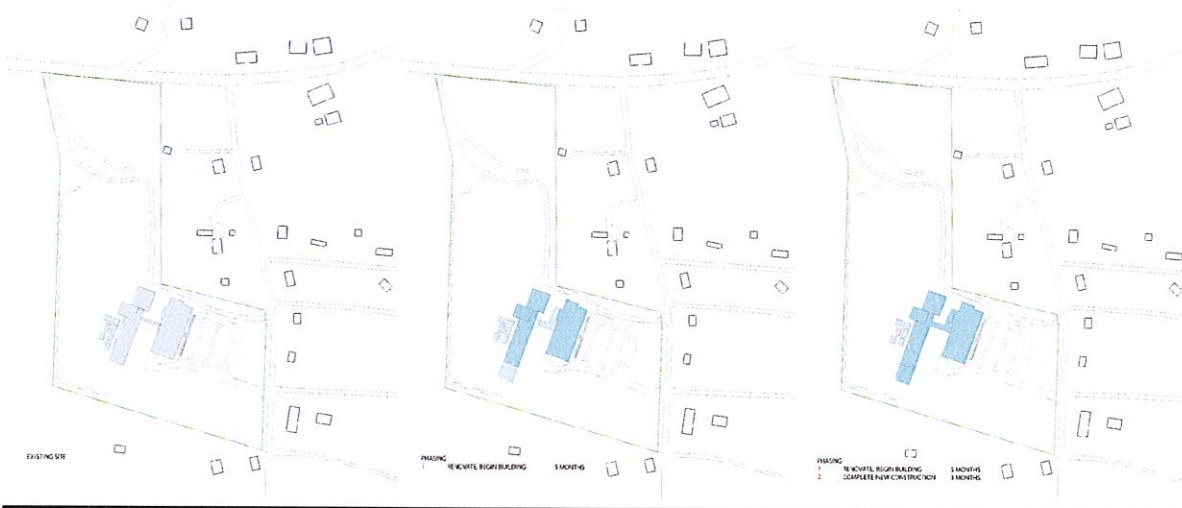 EXISTING SITE
PHASING
1 RENOVATE, BEGIN BUILDING 5 MONTHS
PHASING
1 RENOVATE, BEGIN BUILDING 5 MONTHS
2 COMPLETE NEW CONSTRUCTION 3 MONTHS